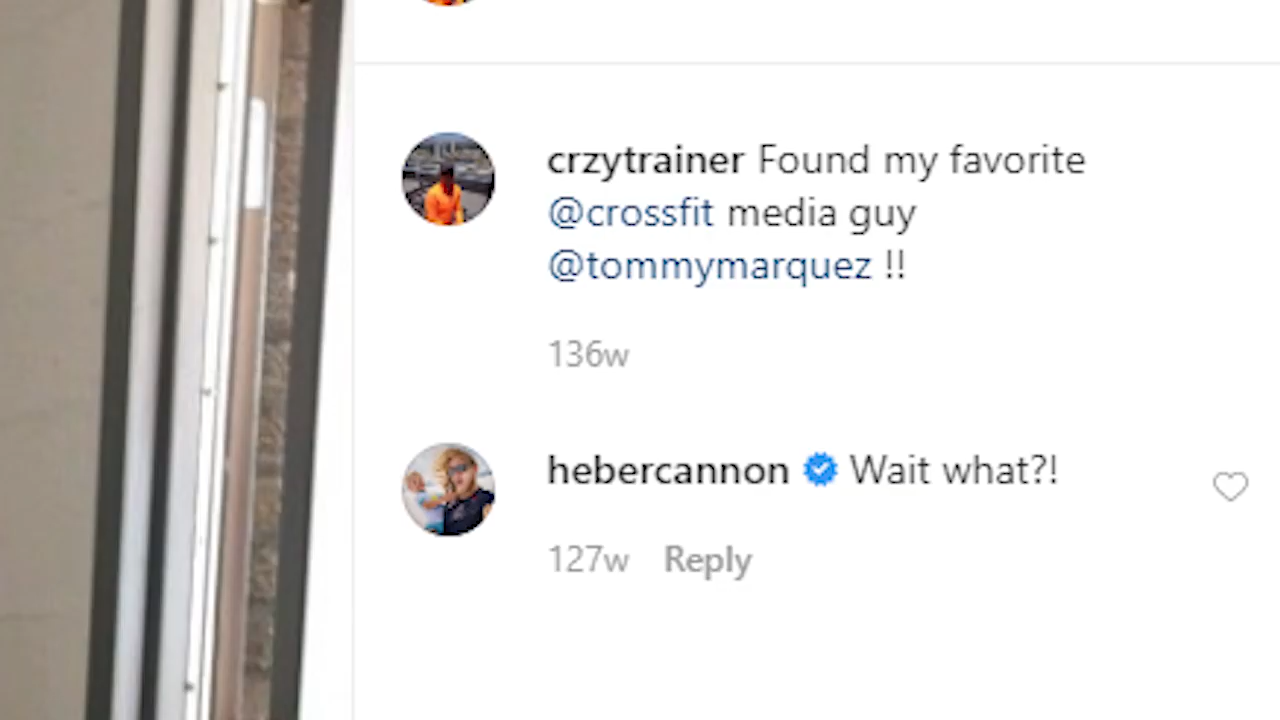 crzytrainer Found my favorite
@crossfit media guy
@tommymarquez !!
136w
hebercannon Wait what?!
127w Reply